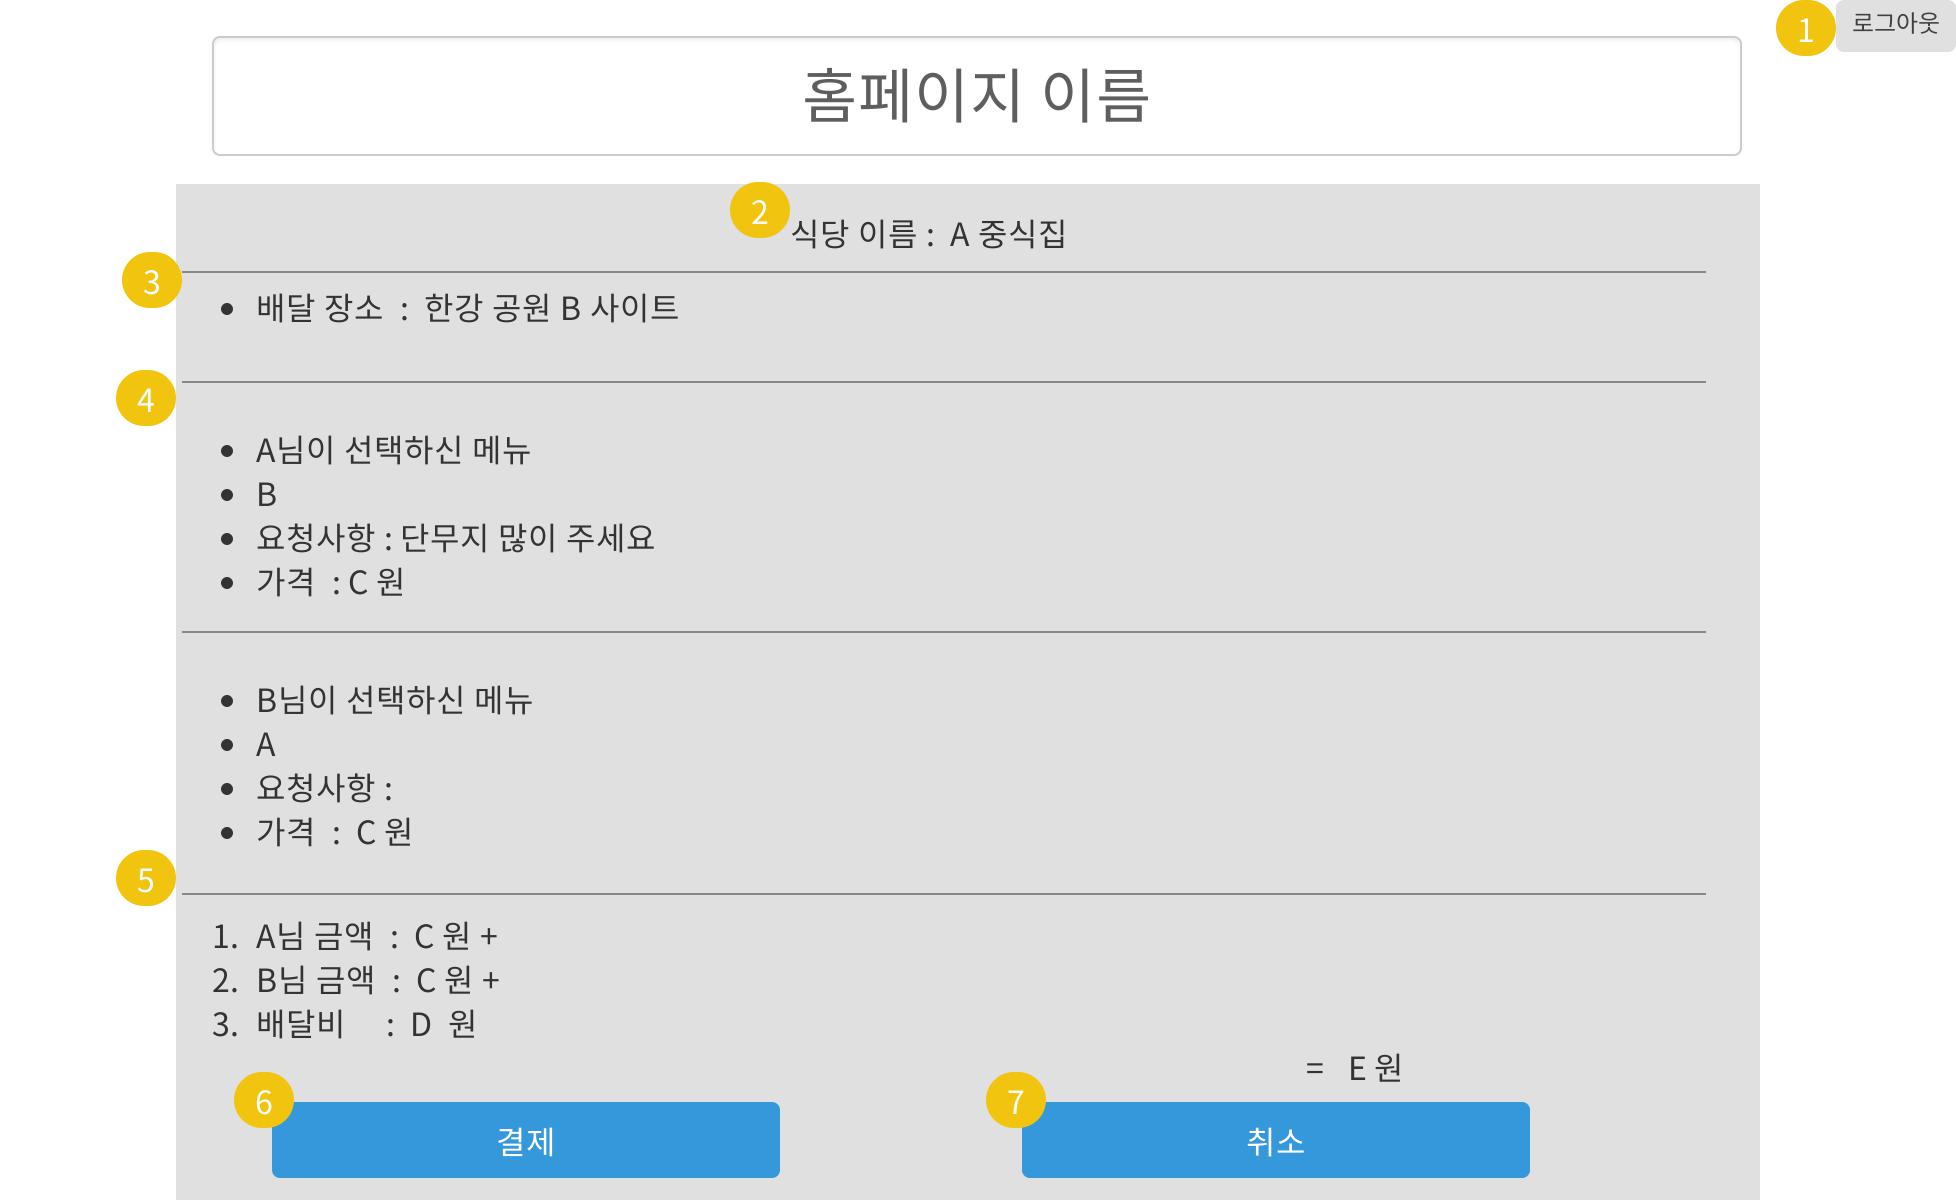 1 로그아웃
홈페이지 이름
2 식당 이름 : A 중식집
3
• 배달 장소 : 한강 공원 B 사이트
4
• A님이 선택하신 메뉴
• B
• 요청사항 : 단무지 많이 주세요
• 가격 : C 원
• B님이 선택하신 메뉴
• A
• 요청사항 :
• 가격 : C 원
5
1. A님 금액 : C 원 +
2. B님 금액 : C 원 +
3. 배달비 : D 원
= E 원
6 결제
7 취소